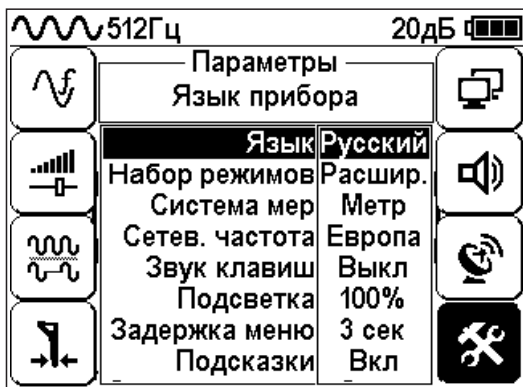 512Гц 20дБ
Параметры
Язык прибора
Язык Русский
Набор режимов Расшир.
Система мер Метр
Сетев. частота Европа
Звук клавиш Выкл
Подсветка 100%
Задержка меню 3 сек
Подсказки Вкл